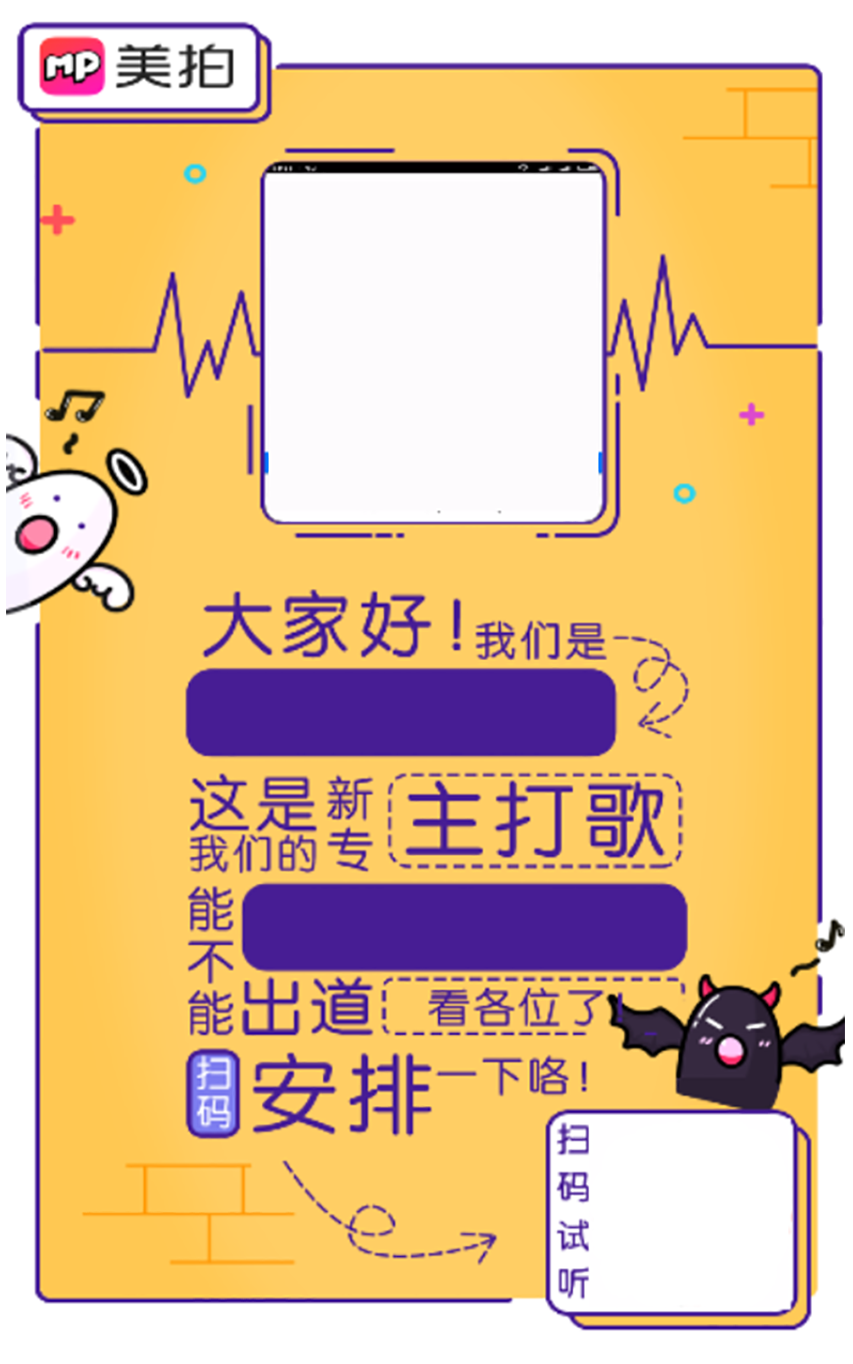 MP 美拍
大家好！我们是
这是新
我们的专
主打歌
能不能出道 看各位了！
扫码安排一下咯！
扫码试听